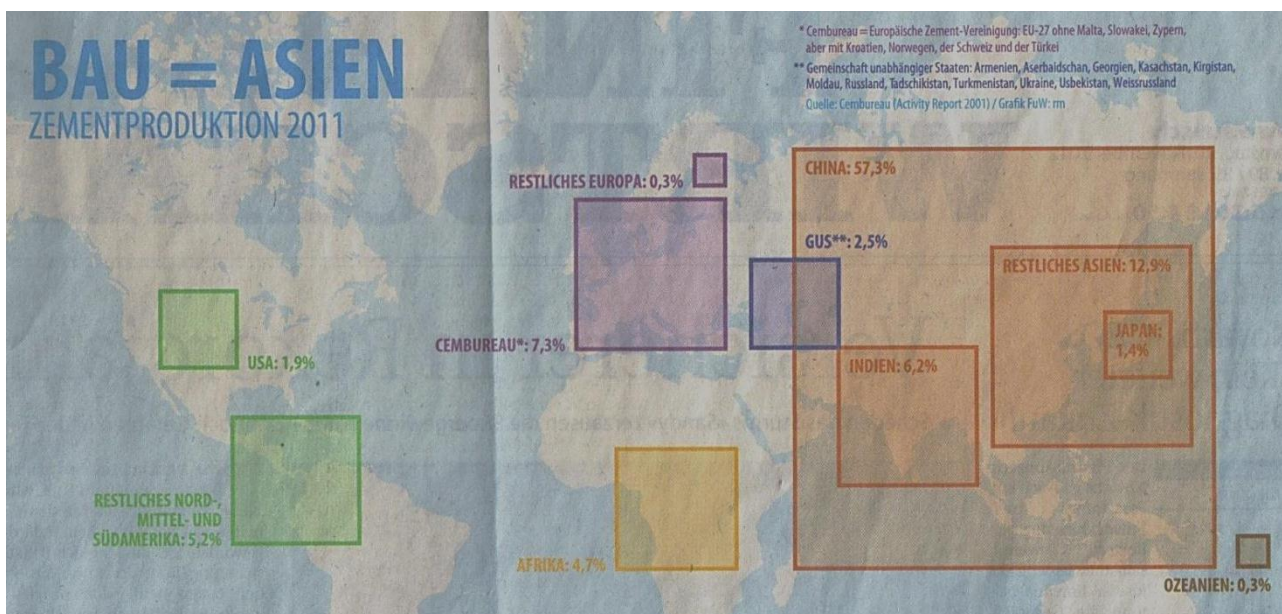 BAU = ASIEN
ZEMENTPRODUKTION 2011
* Cembureau = Europäische Zement-Vereinigung: EU-27 ohne Malta, Slowakei, Zypern,
aber mit Kroatien, Norwegen, der Schweiz und der Türkei
** Gemeinschaft unabhängiger Staaten: Armenien, Aserbaidschan, Georgien, Kasachstan, Kirgistan,
Moldau, Russland, Tadschikistan, Turkmenistan, Ukraine, Usbekistan, Weissrussland
Quelle: Cembureau (Activity Report 2001) / Grafik FuW: rm
RESTLICHES EUROPA: 0,3%
CHINA: 57,3%
GUS**: 2,5%
RESTLICHES ASIEN: 12,9%
JAPAN:
1,4%
CEMBUREAU*: 7,3%
USA: 1,9%
INDIEN: 6,2%
RESTLICHES NORD-,
MITTEL- UND
SÜDAMERIKA: 5,2%
AFRIKA: 4,7%
OZEANIEN: 0,3%